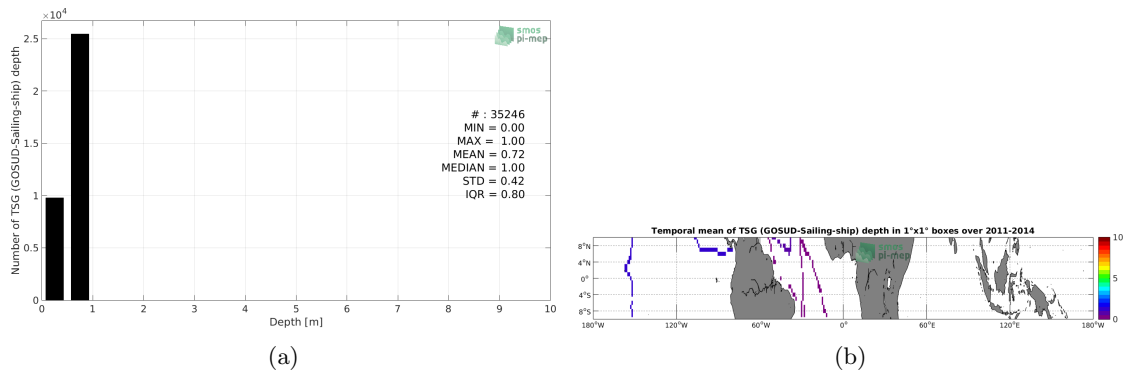 ×10⁴
2.5
2
1.5
1
0.5
0
Number of TSG (GOSUD-Sailing-ship) depth
smos
pi-mep
# : 35246
MIN = 0.00
MAX = 1.00
MEAN = 0.72
MEDIAN = 1.00
STD = 0.42
IQR = 0.80
0 1 2 3 4 5 6 7 8 9 10
Depth [m]
(a)
Temporal mean of TSG (GOSUD-Sailing-ship) depth in 1°x1° boxes over 2011-2014
smos
pi-mep
8°N
4°N
0°
4°S
8°S
180°W 120°W 60°W 0° 60°E 120°E 180°W
10
5
0
(b)